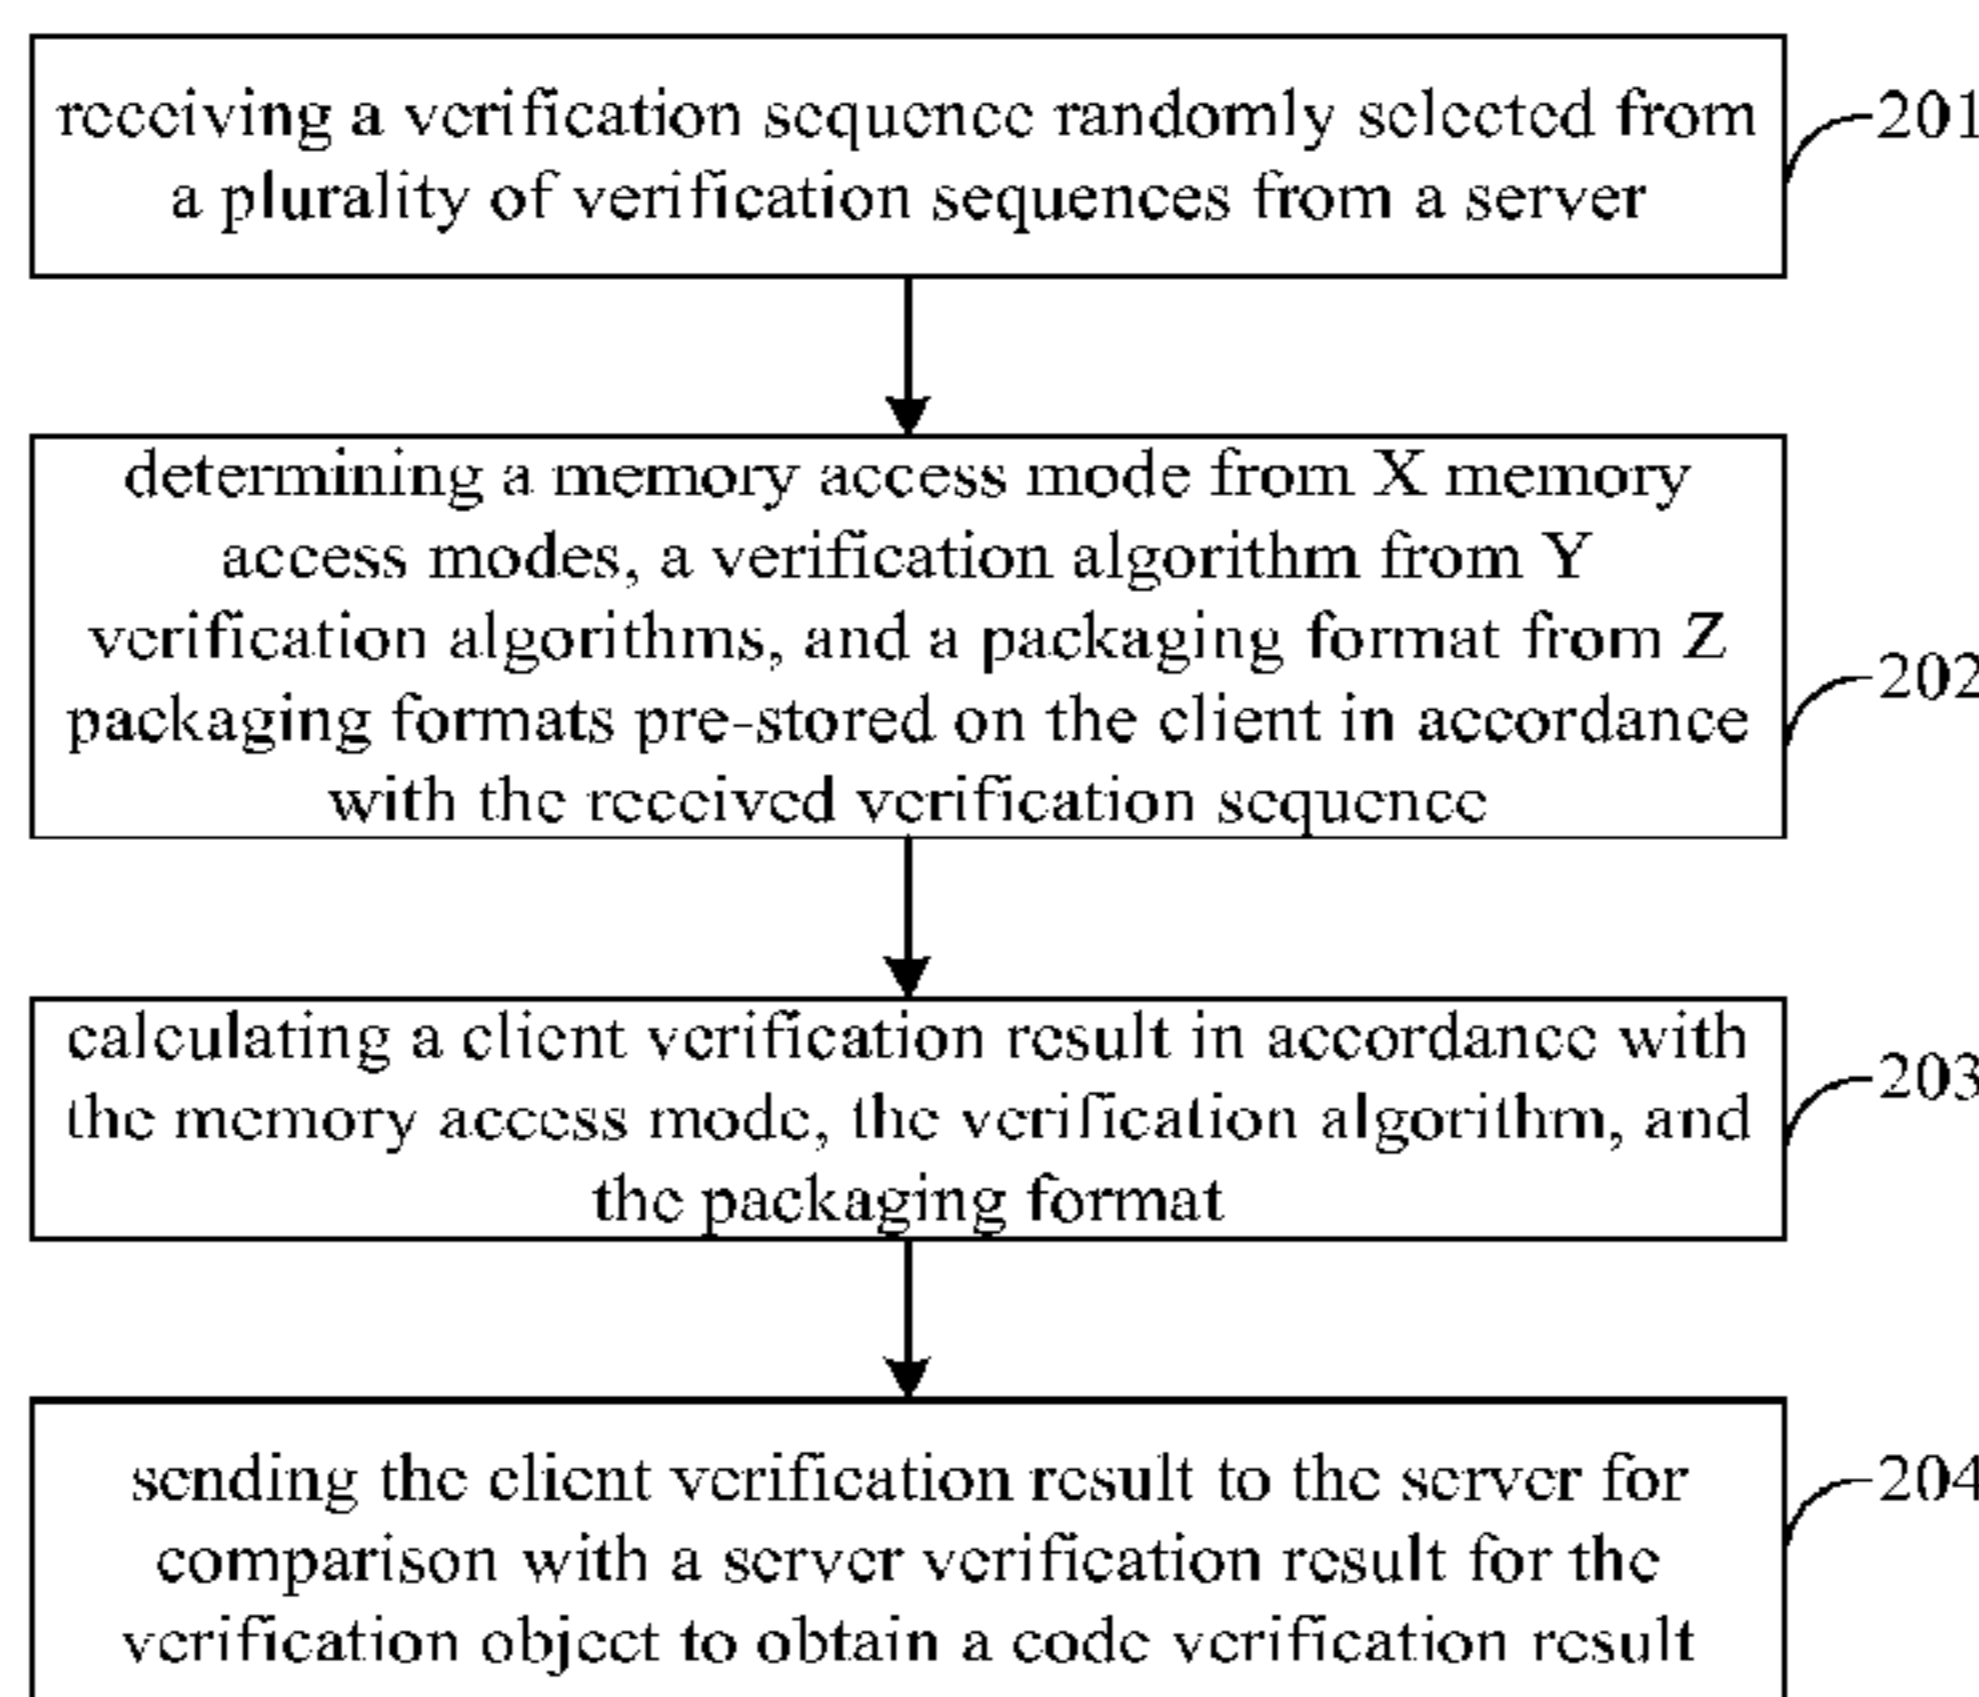 receiving a verification sequence randomly selected from
201
a plurality of verification sequences from a server
determining a memory access mode from X memory
access modes, a verification algorithm from Y
verification algorithms, and a packaging format from Z
202
packaging formats pre-stored on the client in accordance
with the received verification sequence
calculating a client verification result in accordance with
203
the memory access mode, the verification algorithm, and
the packaging format
sending the client verification result to the server for
204
comparison with a server verification result for the
verification object to obtain a code verification result